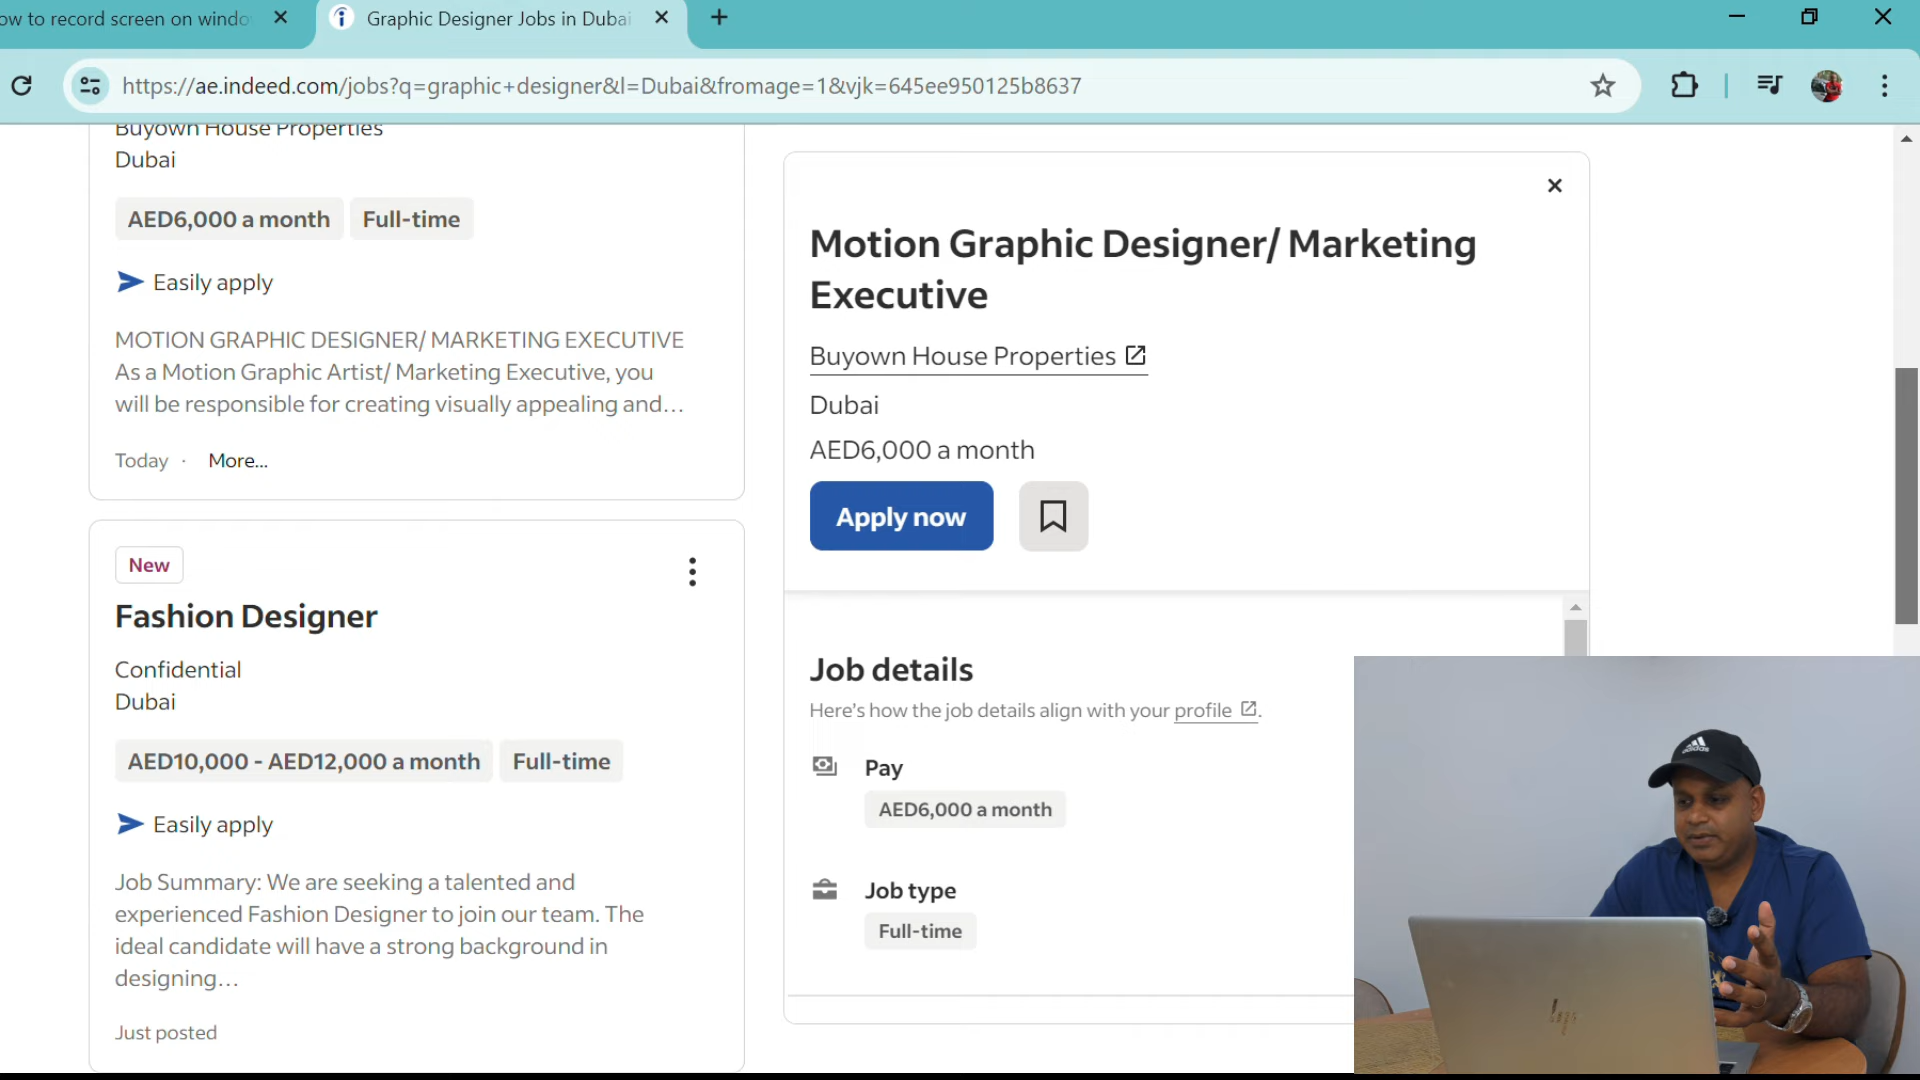 ow to record screen on windo
Graphic Designer Jobs in Dubai
https://ae.indeed.com/jobs?q=graphic+designer&l=Dubai&fromage=1&vjk=645ee950125b8637
Buyown House Properties
Dubai
AED6,000 a month
Full-time
Easily apply
MOTION GRAPHIC DESIGNER/ MARKETING EXECUTIVE
As a Motion Graphic Artist/ Marketing Executive, you
will be responsible for creating visually appealing and…
Today · More...
New
Fashion Designer
Confidential
Dubai
AED10,000 - AED12,000 a month
Full-time
Easily apply
Job Summary: We are seeking a talented and
experienced Fashion Designer to join our team. The
ideal candidate will have a strong background in
designing…
Just posted
Motion Graphic Designer/ Marketing
Executive
Buyown House Properties
Dubai
AED6,000 a month
Apply now
Job details
Here's how the job details align with your profile.
Pay
AED6,000 a month
Job type
Full-time
adidas
hp